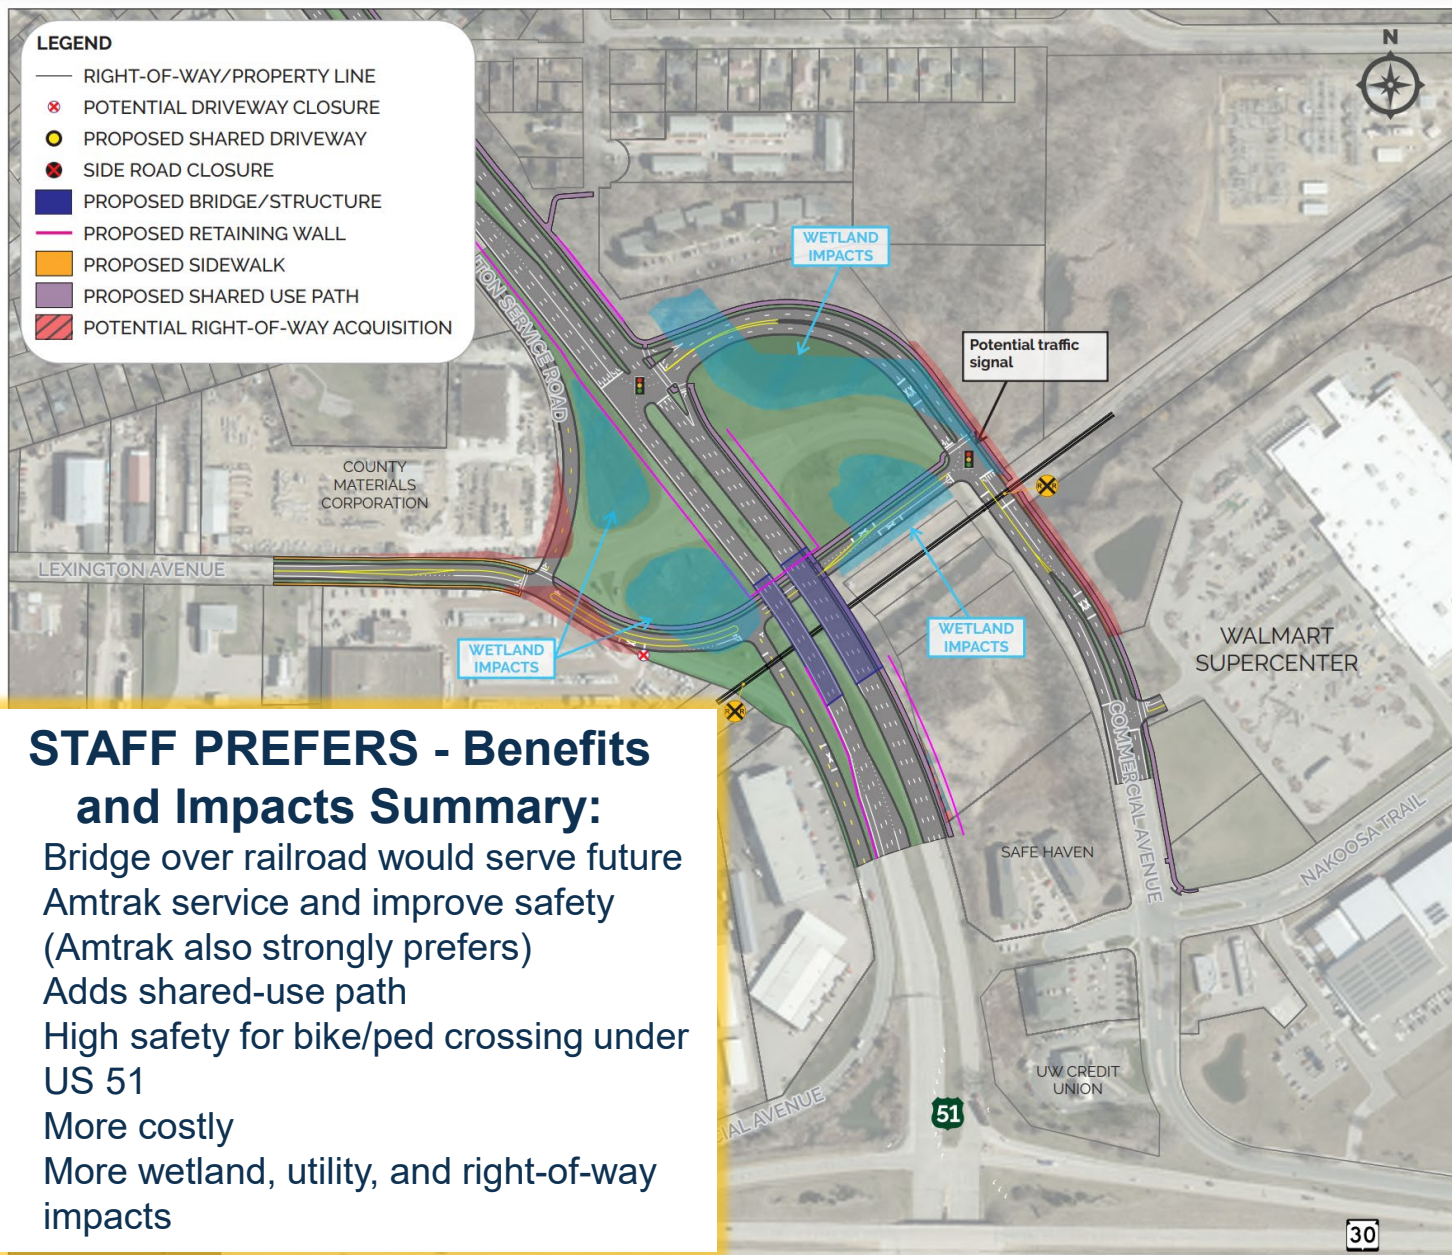 LEGEND
RIGHT-OF-WAY/PROPERTY LINE
POTENTIAL DRIVEWAY CLOSURE
PROPOSED SHARED DRIVEWAY
SIDE ROAD CLOSURE
PROPOSED BRIDGE/STRUCTURE
PROPOSED RETAINING WALL
PROPOSED SIDEWALK
PROPOSED SHARED USE PATH
POTENTIAL RIGHT-OF-WAY ACQUISITION
N
WETLAND
IMPACTS
Potential traffic
signal
TON SERVICE ROAD
COUNTY
MATERIALS
CORPORATION
R R
LEXINGTON AVENUE
WETLAND
IMPACTS
WETLAND
IMPACTS
WALMART
SUPERCENTER
R R
COMMERCIAL AVENUE
NAKOOSA TRAIL
SAFE HAVEN
UW CREDIT
UNION
IAL AVENUE
51
30
STAFF PREFERS - Benefits
and Impacts Summary:
Bridge over railroad would serve future
Amtrak service and improve safety
(Amtrak also strongly prefers)
Adds shared-use path
High safety for bike/ped crossing under
US 51
More costly
More wetland, utility, and right-of-way
impacts